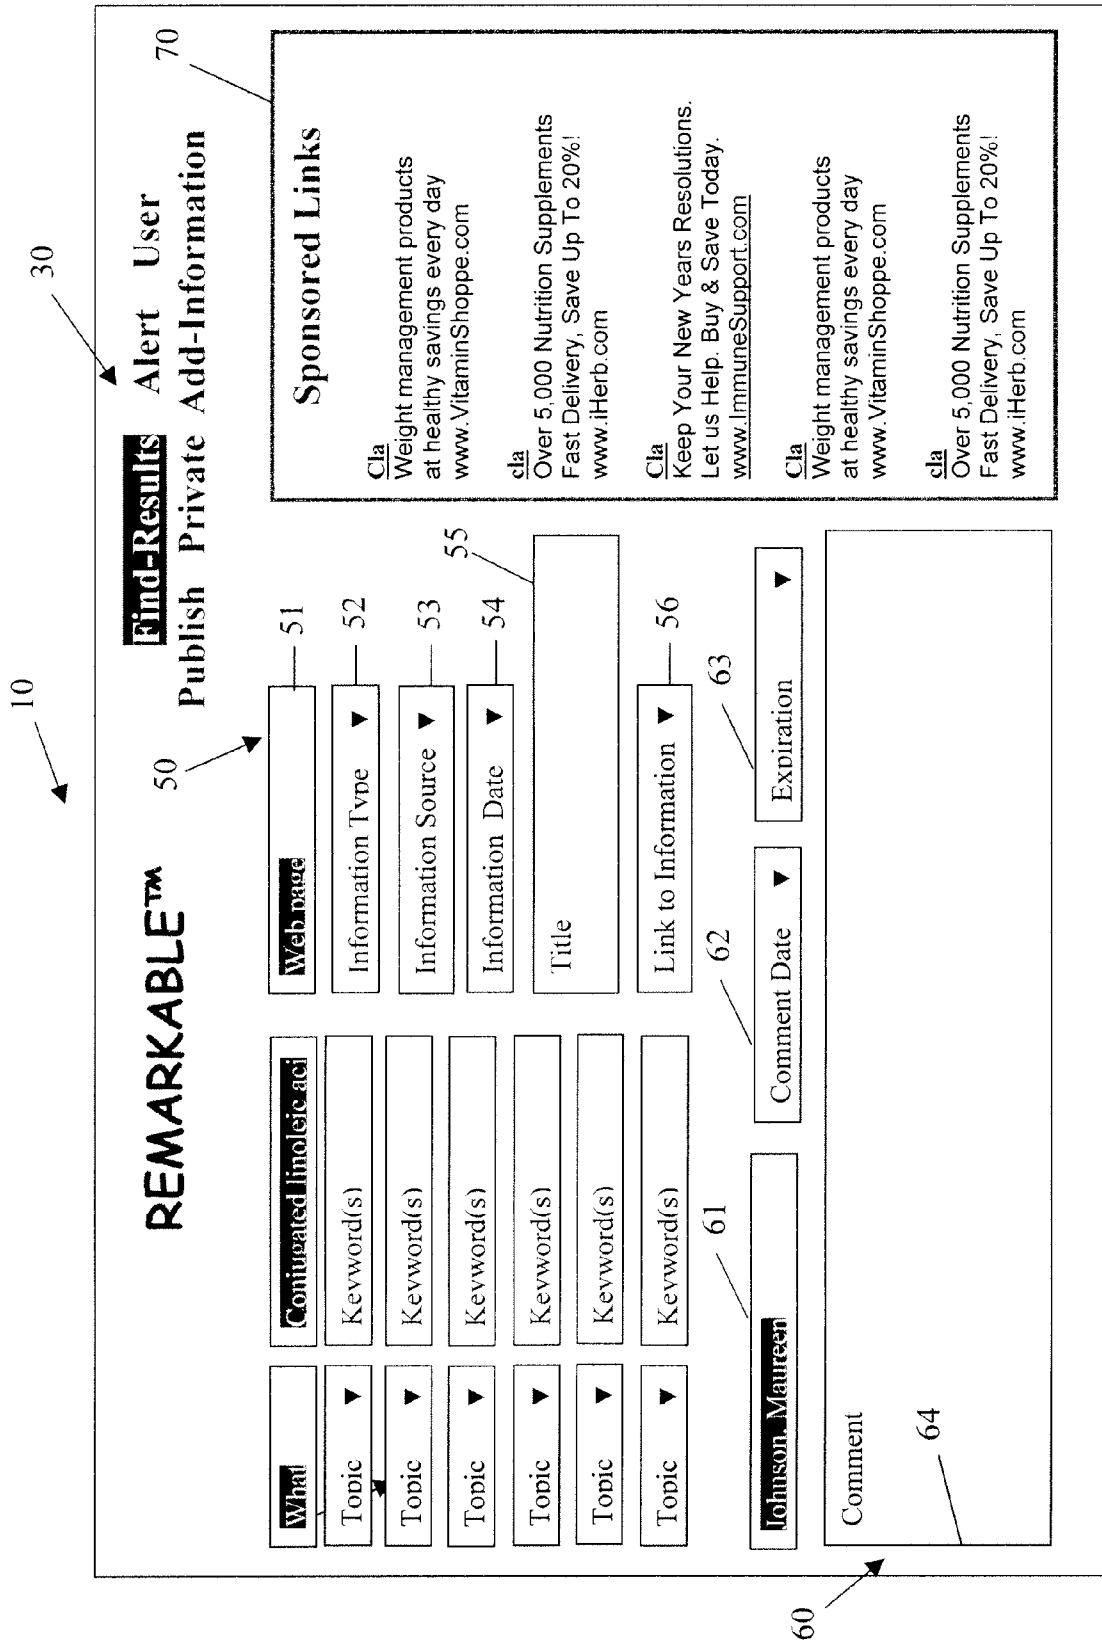 10
30
REMARKABLE™
Find-Results Alert User
Publish Private Add-Information
50
70
What
Conjugated linoleic aci
Web page
51
Topic ▼
Keyword(s)
Information Type ▼
52
Topic ▼
Keyword(s)
Information Source ▼
53
Topic ▼
Keyword(s)
Information Date ▼
54
Topic ▼
Keyword(s)
Title
55
Topic ▼
Keyword(s)
Topic ▼
Keyword(s)
Link to Information ▼
56
Sponsored Links
Cla
Weight management products
at healthy savings every day
www.VitaminShoppe.com
cla
Over 5,000 Nutrition Supplements
Fast Delivery, Save Up To 20%!
www.iHerb.com
Cla
Keep Your New Years Resolutions.
Let us Help. Buy & Save Today.
www.ImmuneSupport.com
Cla
Weight management products
at healthy savings every day
www.VitaminShoppe.com
cla
Over 5,000 Nutrition Supplements
Fast Delivery, Save Up To 20%!
www.iHerb.com
61
62
63
Johnson, Maureen
Comment Date ▼
Expiration ▼
Comment
64
60